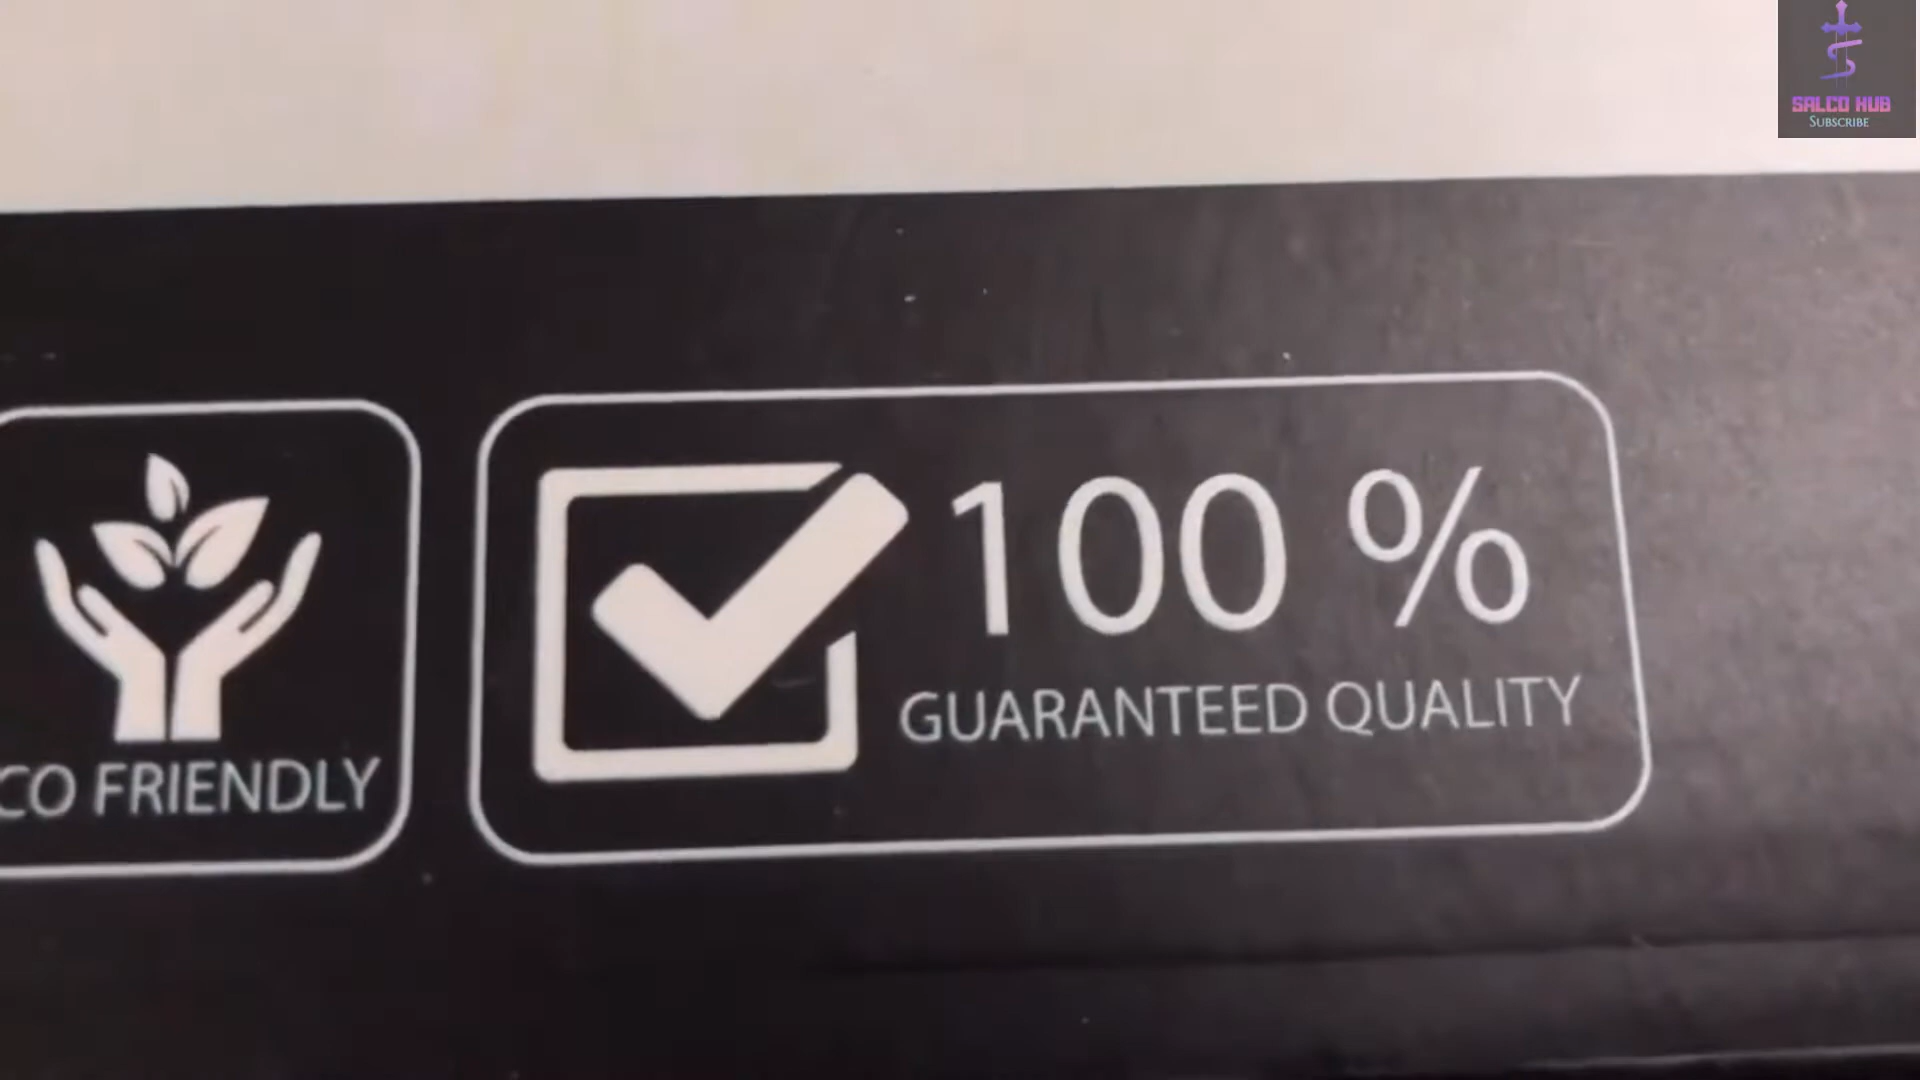 SALCO HUB
SUBSCRIBE
CO FRIENDLY
100 %
GUARANTEED QUALITY